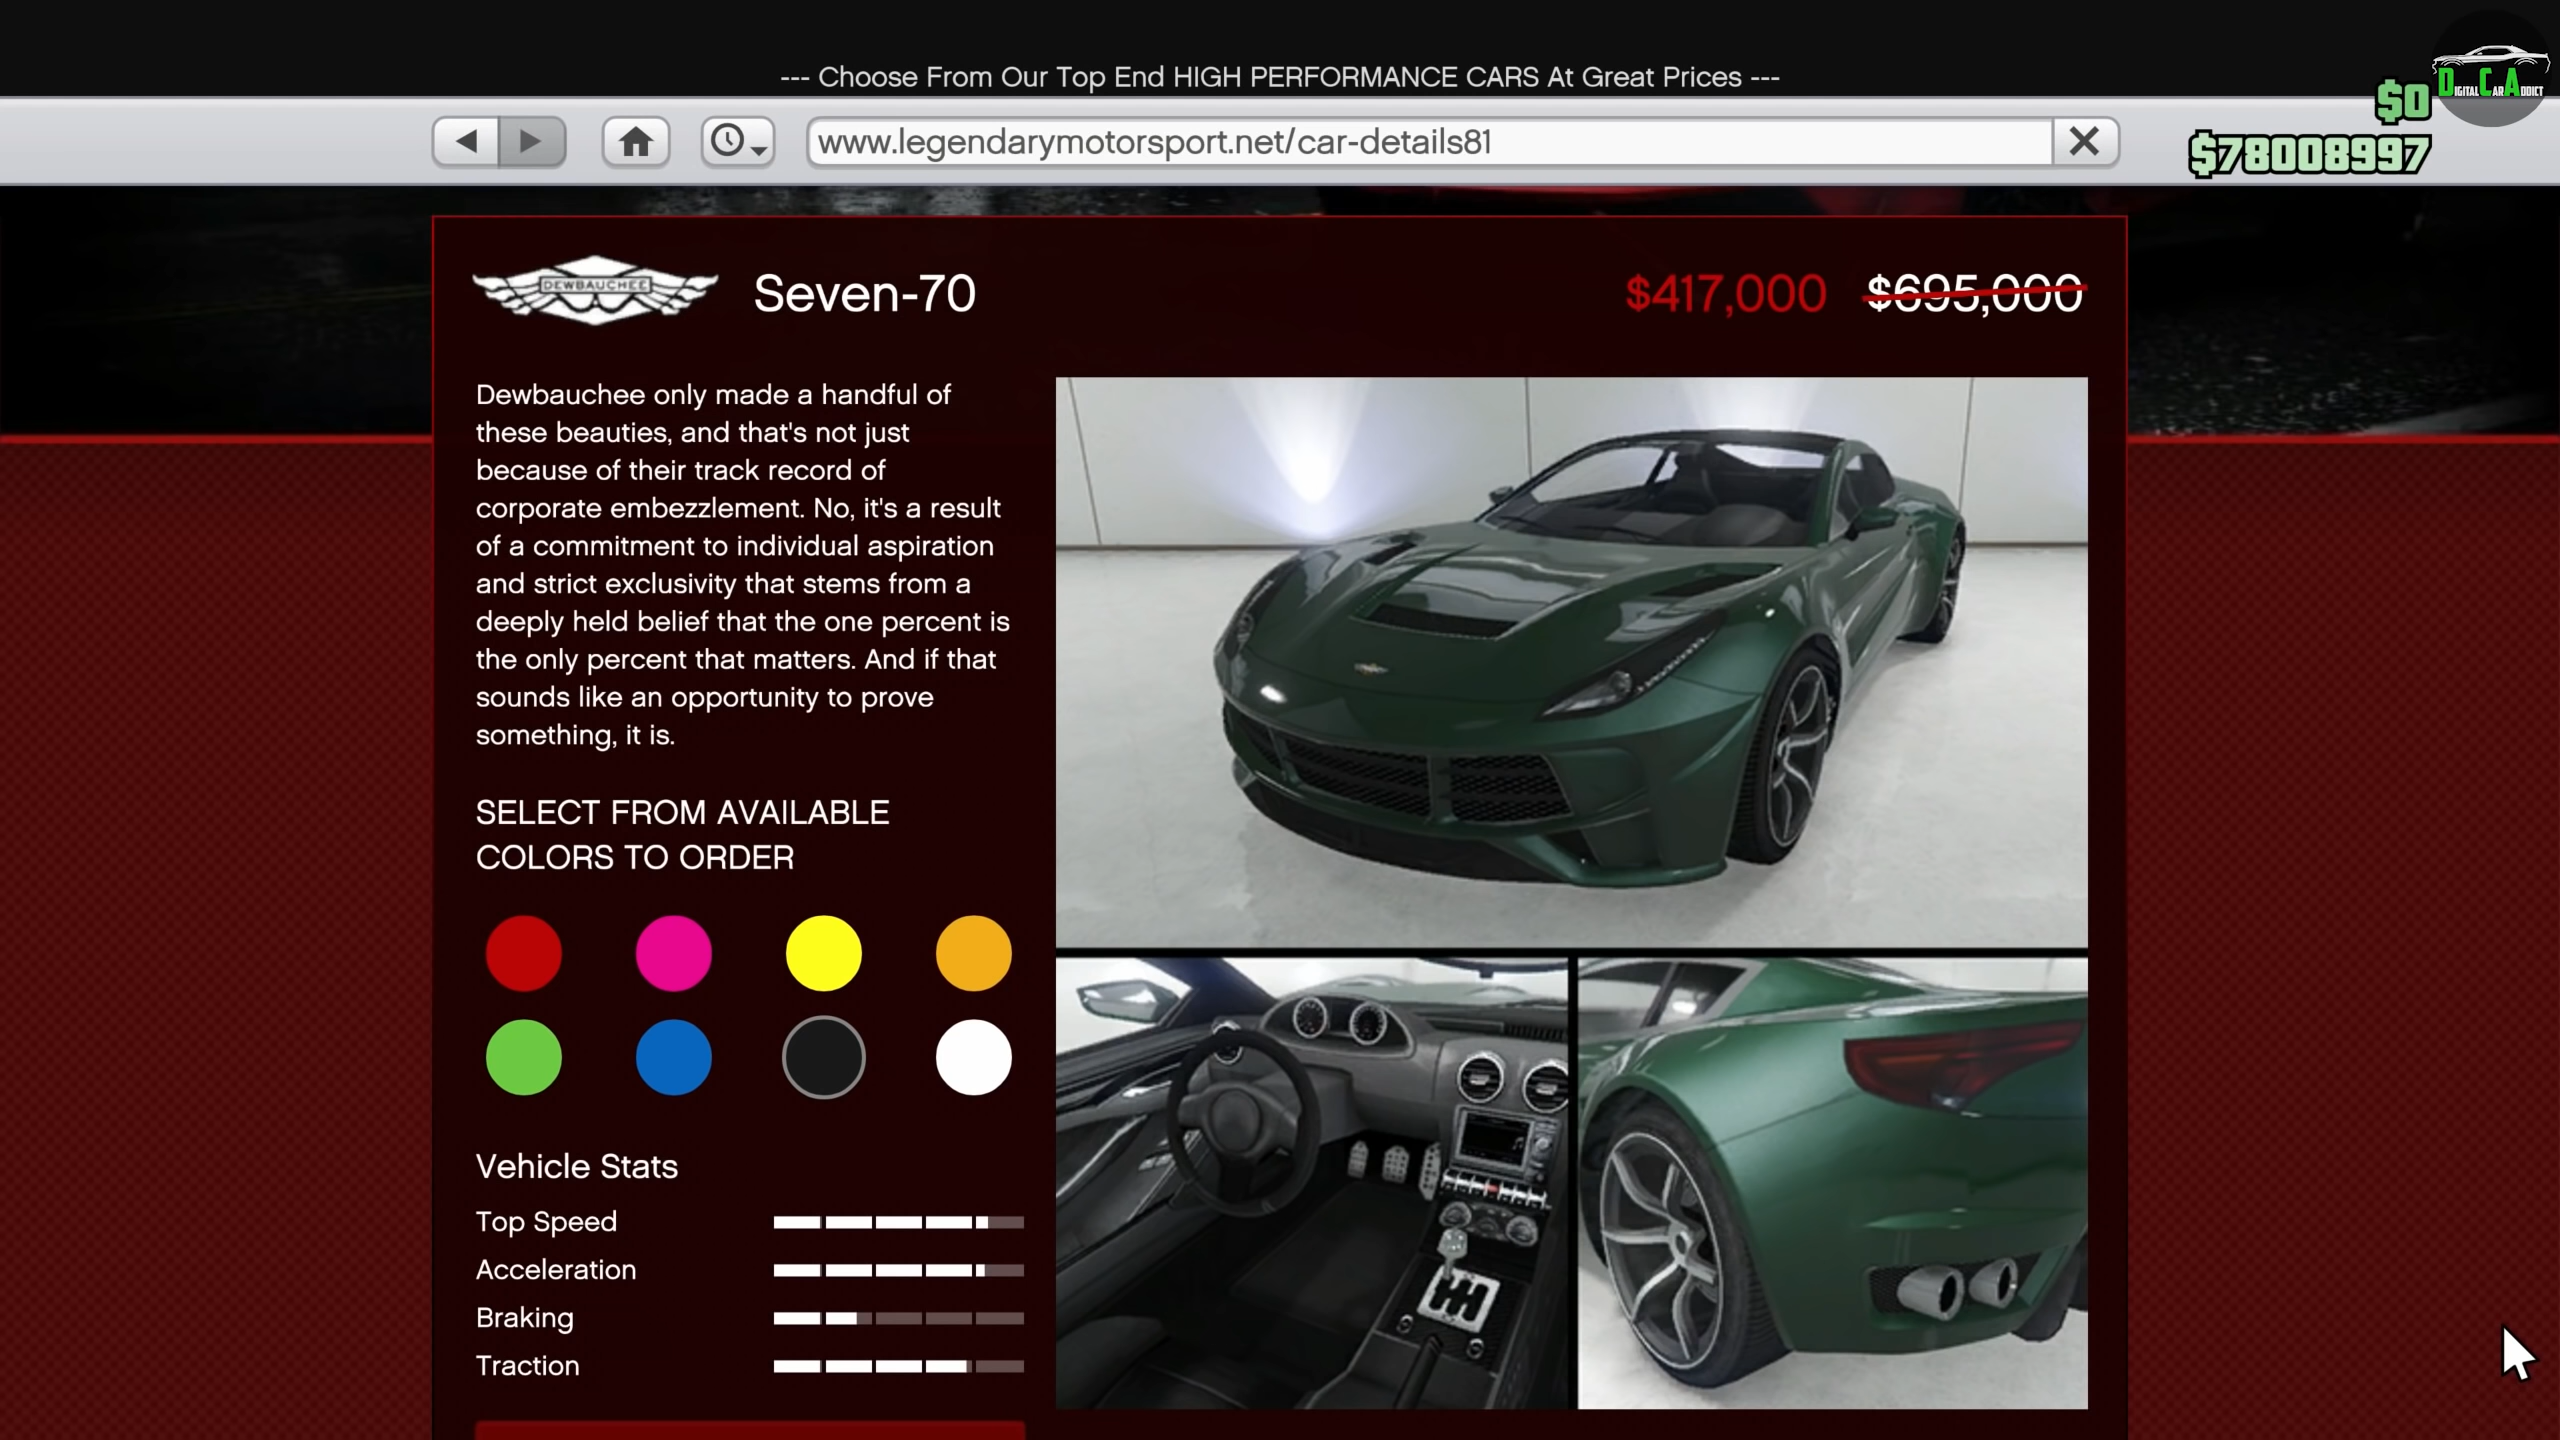 --- Choose From Our Top End HIGH PERFORMANCE CARS At Great Prices ---
DIGITALCARADDICT
$0
www.legendarymotorsport.net/car-details81
$78008997
DEWBAUCHEE
Seven-70
$417,000 $695,000
Dewbauchee only made a handful of
these beauties, and that's not just
because of their track record of
corporate embezzlement. No, it's a result
of a commitment to individual aspiration
and strict exclusivity that stems from a
deeply held belief that the one percent is
the only percent that matters. And if that
sounds like an opportunity to prove
something, it is.
SELECT FROM AVAILABLE
COLORS TO ORDER
Vehicle Stats
Top Speed
Acceleration
Braking
Traction